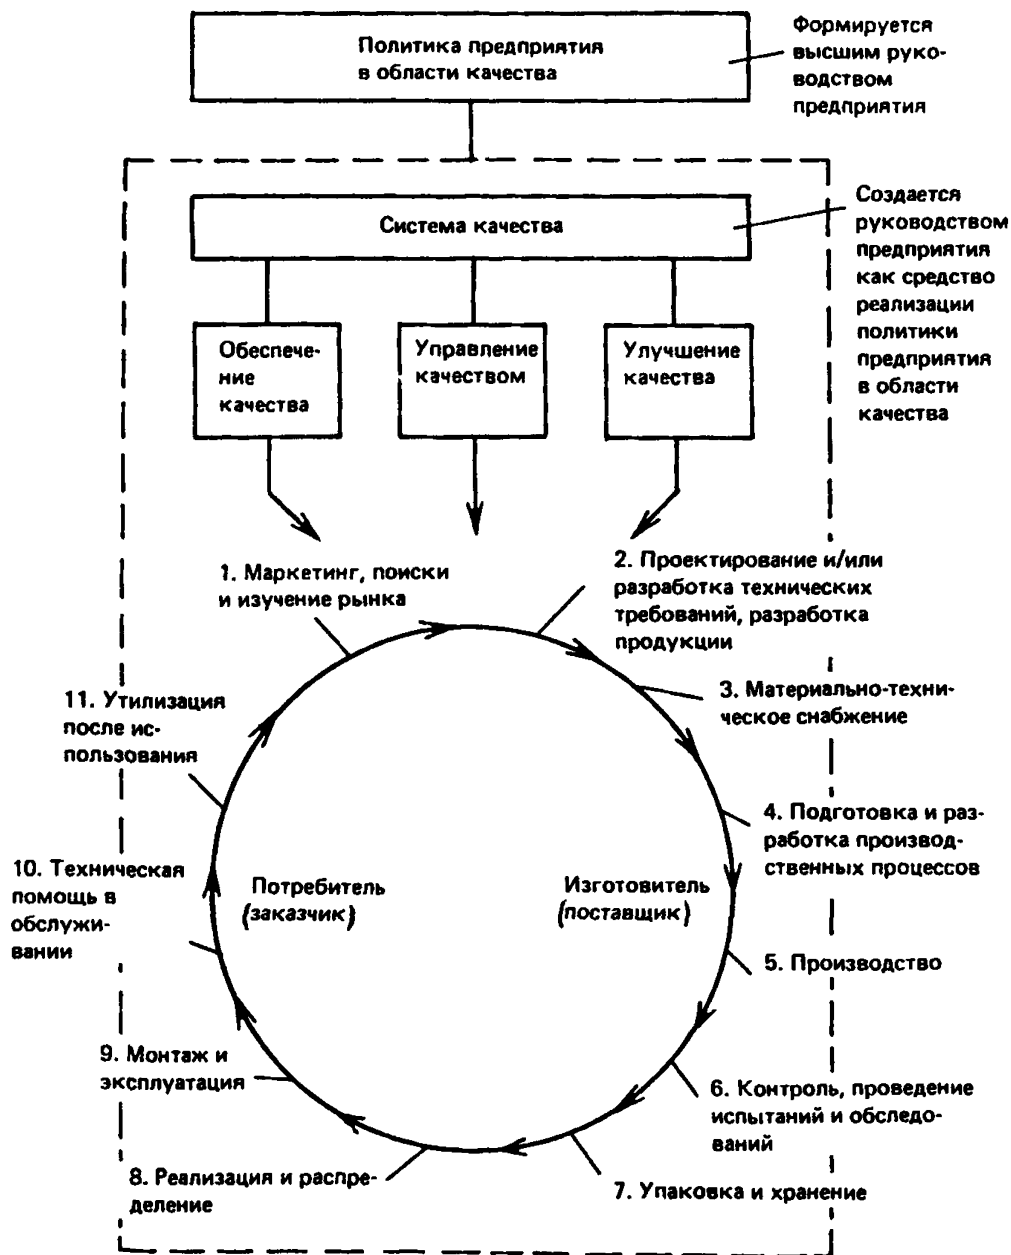 Политика предприятия
в области качества
Формируется
высшим руко-
водством
предприятия
Система качества
Создается
руководством
предприятия
как средство
реализации
политики
предприятия
в области
качества
Обеспече-
ние
качества
Управление
качеством
Улучшение
качества
1. Маркетинг, поиски
и изучение рынка
2. Проектирование и/или
разработка технических
требований, разработка
продукции
3. Материально-техни-
ческое снабжение
4. Подготовка и раз-
работка производ-
ственных процессов
5. Производство
6. Контроль, проведение
испытаний и обследо-
ваний
7. Упаковка и хранение
8. Реализация и распре-
деление
9. Монтаж и
эксплуатация
10. Техническая
помощь в
обслужи-
вании
11. Утилизация
после ис-
пользования
Потребитель
(заказчик)
Изготовитель
(поставщик)